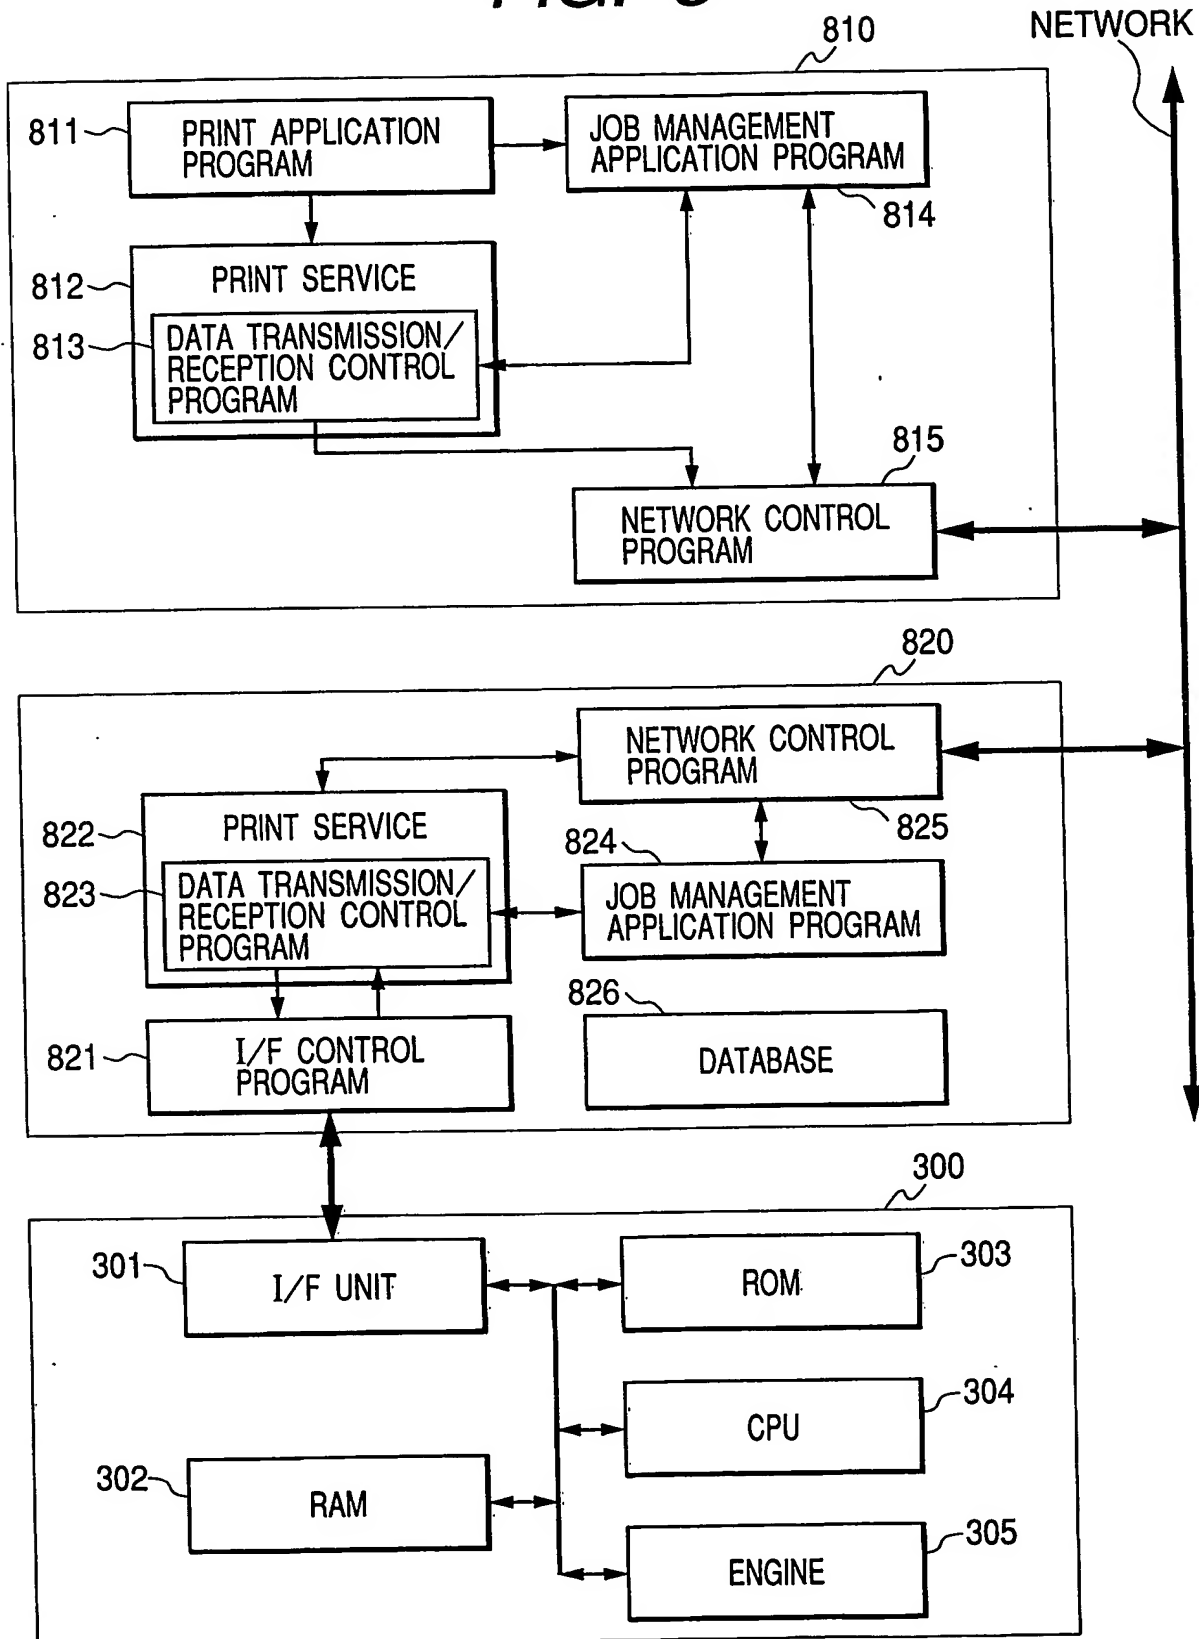 NETWORK
810
811
PRINT APPLICATION
PROGRAM
JOB MANAGEMENT
APPLICATION PROGRAM
814
812
PRINT SERVICE
813
DATA TRANSMISSION/
RECEPTION CONTROL
PROGRAM
815
NETWORK CONTROL
PROGRAM
820
NETWORK CONTROL
PROGRAM
825
822
PRINT SERVICE
824
823
DATA TRANSMISSION/
RECEPTION CONTROL
PROGRAM
JOB MANAGEMENT
APPLICATION PROGRAM
826
821
I/F CONTROL
PROGRAM
DATABASE
300
301
I/F UNIT
303
ROM
304
CPU
302
RAM
305
ENGINE